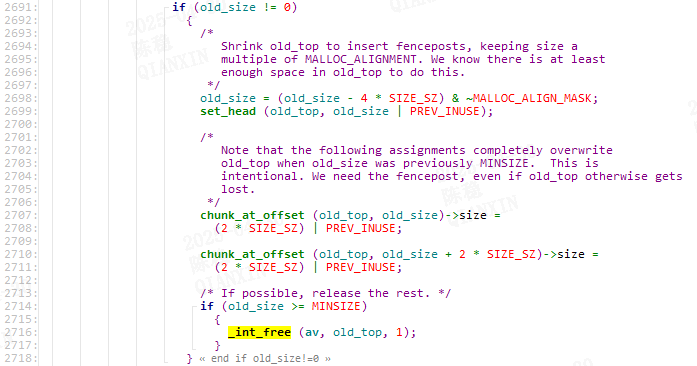 2691: if (old_size != 0)
2692: {
2693: /*
2694: Shrink old_top to insert fenceposts, keeping size a
2695: multiple of MALLOC_ALIGNMENT. We know there is at least
2696: enough space in old_top to do this.
2697: */
2698: old_size = (old_size - 4 * SIZE_SZ) & ~MALLOC_ALIGN_MASK;
2699: set_head (old_top, old_size | PREV_INUSE);
2700:
2701: /*
2702: Note that the following assignments completely overwrite
2703: old_top when old_size was previously MINSIZE.  This is
2704: intentional. We need the fencepost, even if old_top otherwise gets
2705: lost.
2706: */
2707: chunk_at_offset (old_top, old_size)->size =
2708: (2 * SIZE_SZ) | PREV_INUSE;
2709:
2710: chunk_at_offset (old_top, old_size + 2 * SIZE_SZ)->size =
2711: (2 * SIZE_SZ) | PREV_INUSE;
2712:
2713: /* If possible, release the rest. */
2714: if (old_size >= MINSIZE)
2715: {
2716: _int_free (av, old_top, 1);
2717: }
2718: } « end if old_size!=0 »